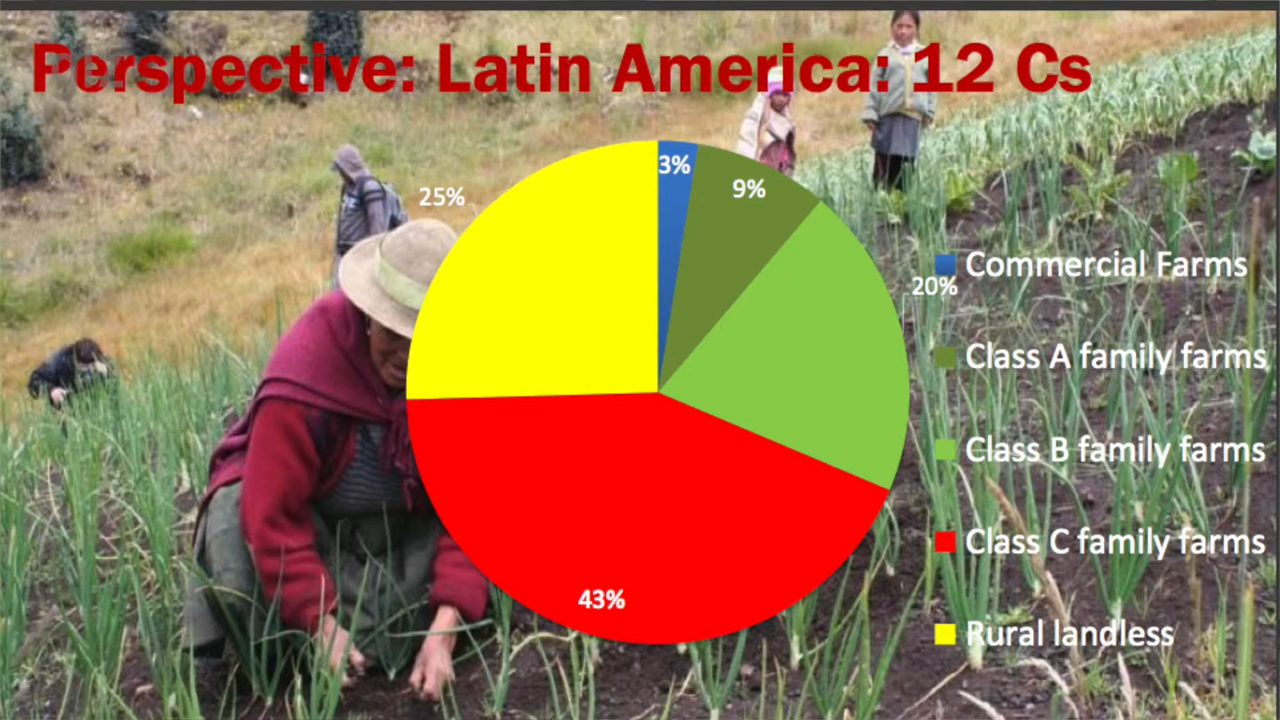 Perspective: Latin America: 12 Cs
3%
9%
25%
Commercial Farms
20%
Class A family farms
Class B family farms
Class C family farms
43%
Rural landless